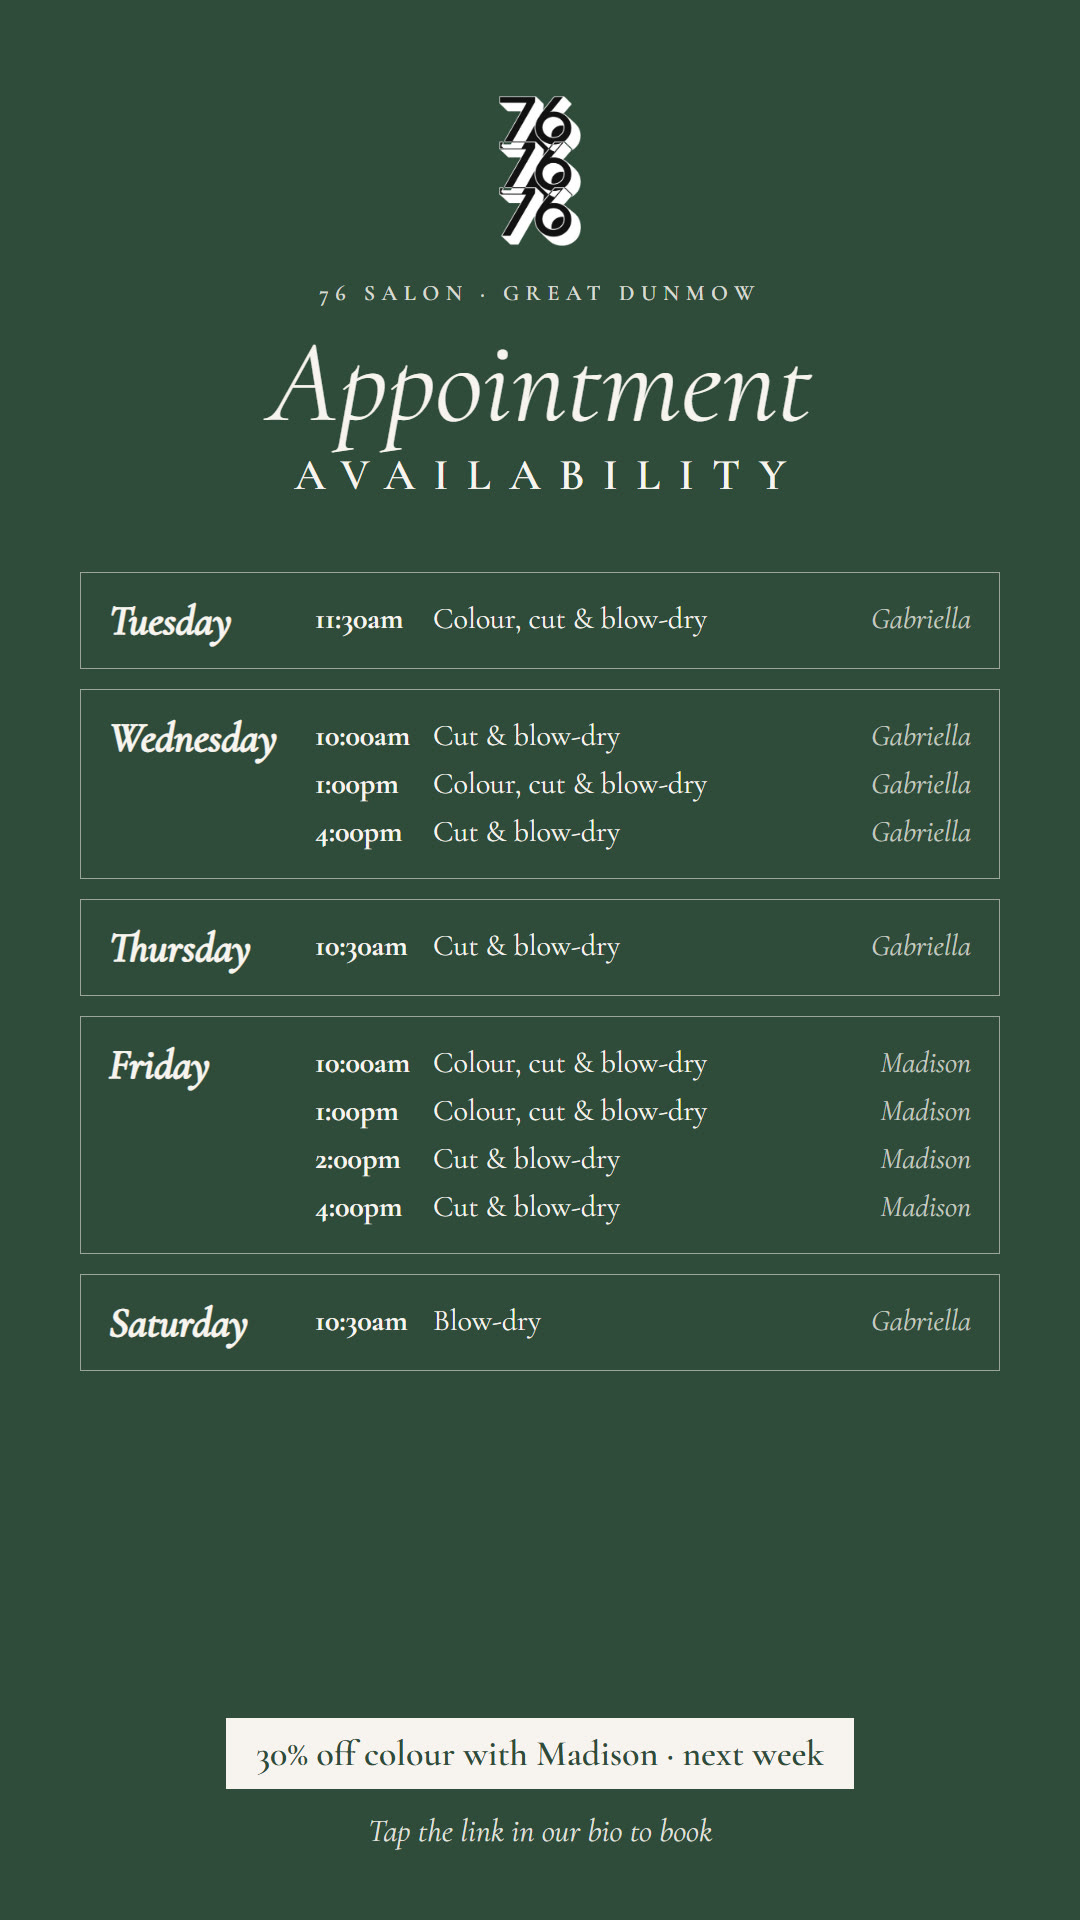 76
76
76
76 SALON · GREAT DUNMOW
Appointment
AVAILABILITY
Tuesday 11:30am Colour, cut & blow-dry Gabriella
Wednesday 10:00am Cut & blow-dry Gabriella
1:00pm Colour, cut & blow-dry Gabriella
4:00pm Cut & blow-dry Gabriella
Thursday 10:30am Cut & blow-dry Gabriella
Friday 10:00am Colour, cut & blow-dry Madison
1:00pm Colour, cut & blow-dry Madison
2:00pm Cut & blow-dry Madison
4:00pm Cut & blow-dry Madison
Saturday 10:30am Blow-dry Gabriella
30% off colour with Madison · next week
Tap the link in our bio to book